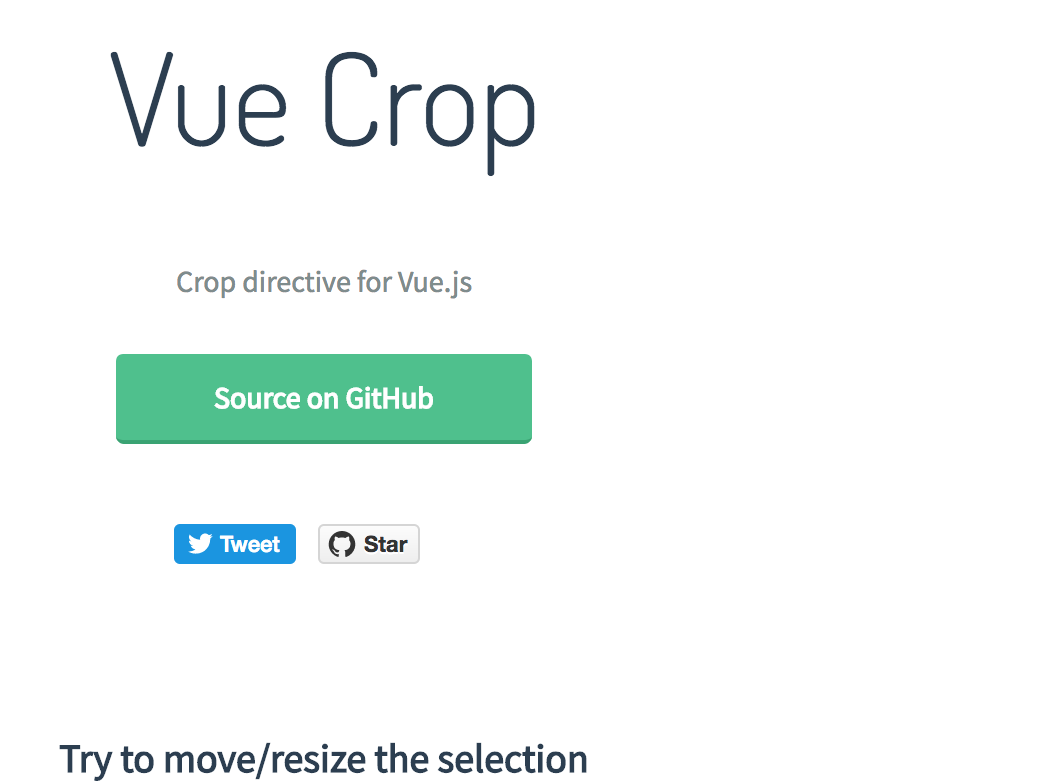 Vue Crop
Crop directive for Vue.js
Source on GitHub
Tweet
Star
Try to move/resize the selection